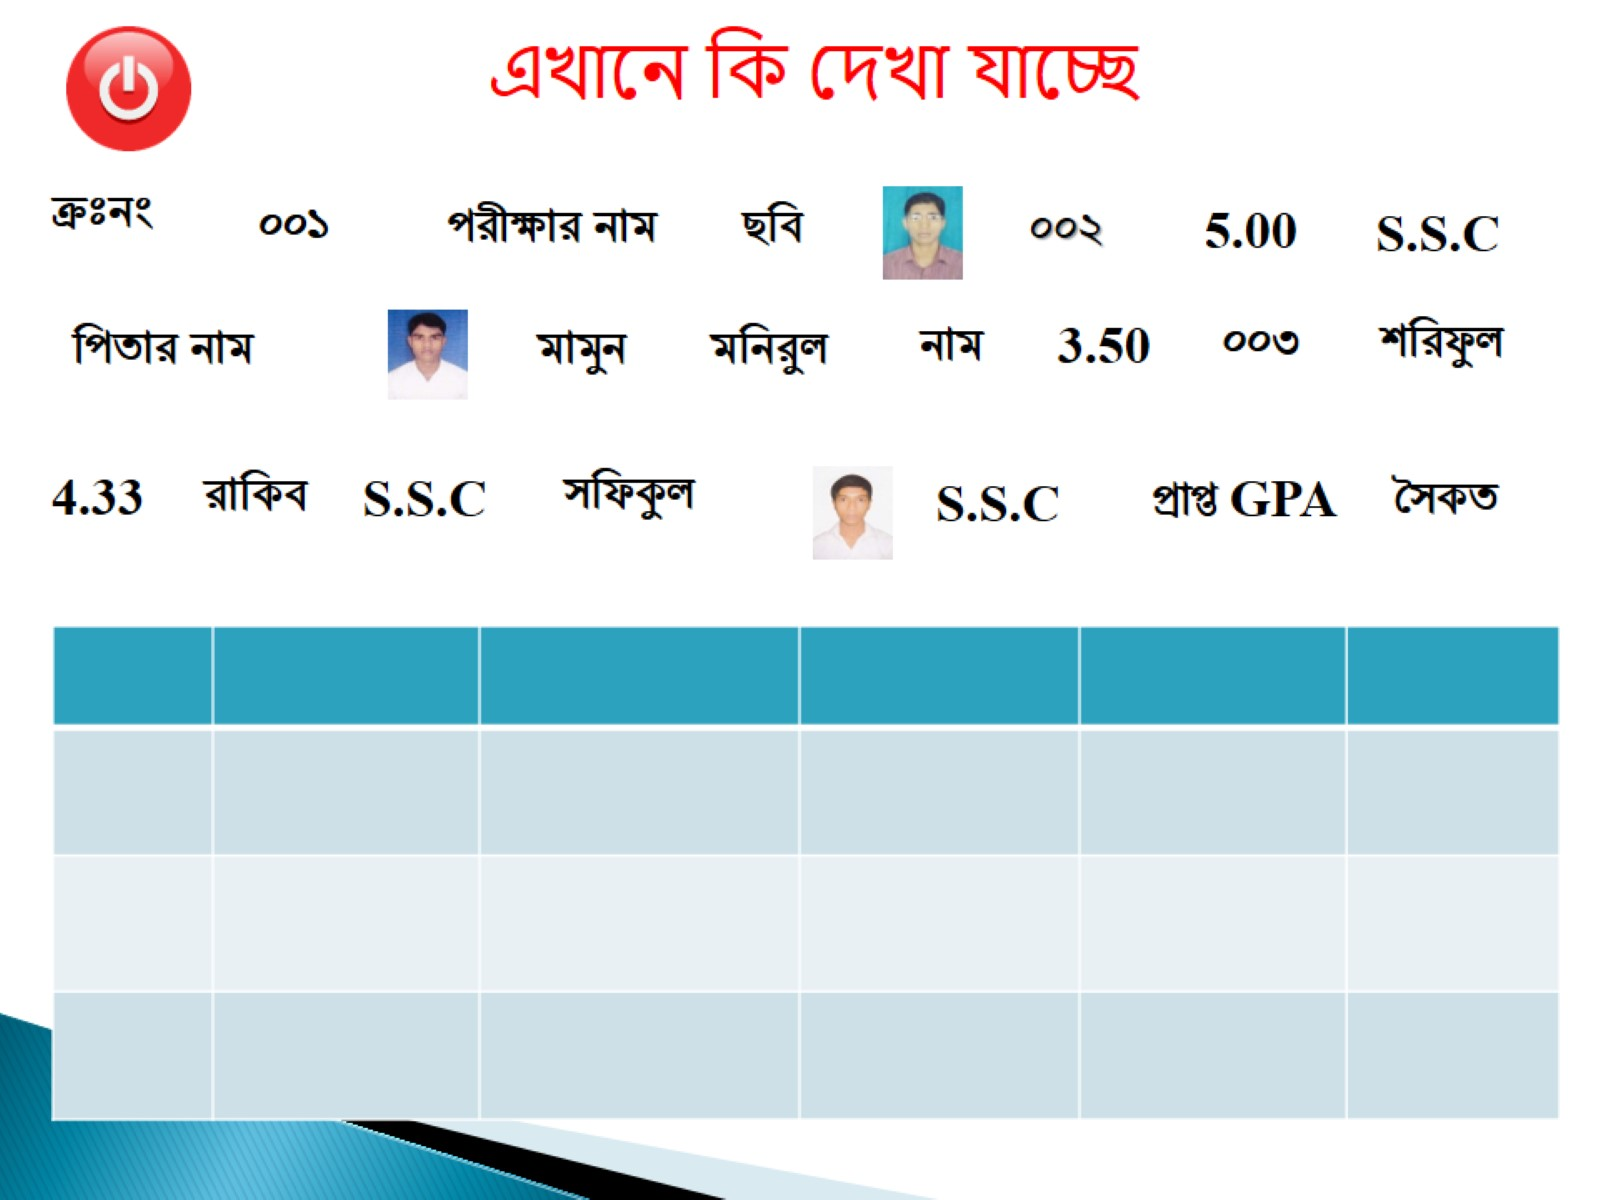 এখানে কি দেখা যাচ্ছে
ক্রঃনং ০০১ পরীক্ষার নাম ছবি ০০২ 5.00 S.S.C
পিতার নাম মামুন মনিরুল নাম 3.50 ০০৩ শরিফুল
4.33 রাকিব S.S.C সফিকুল S.S.C প্রাপ্ত GPA সৈকত